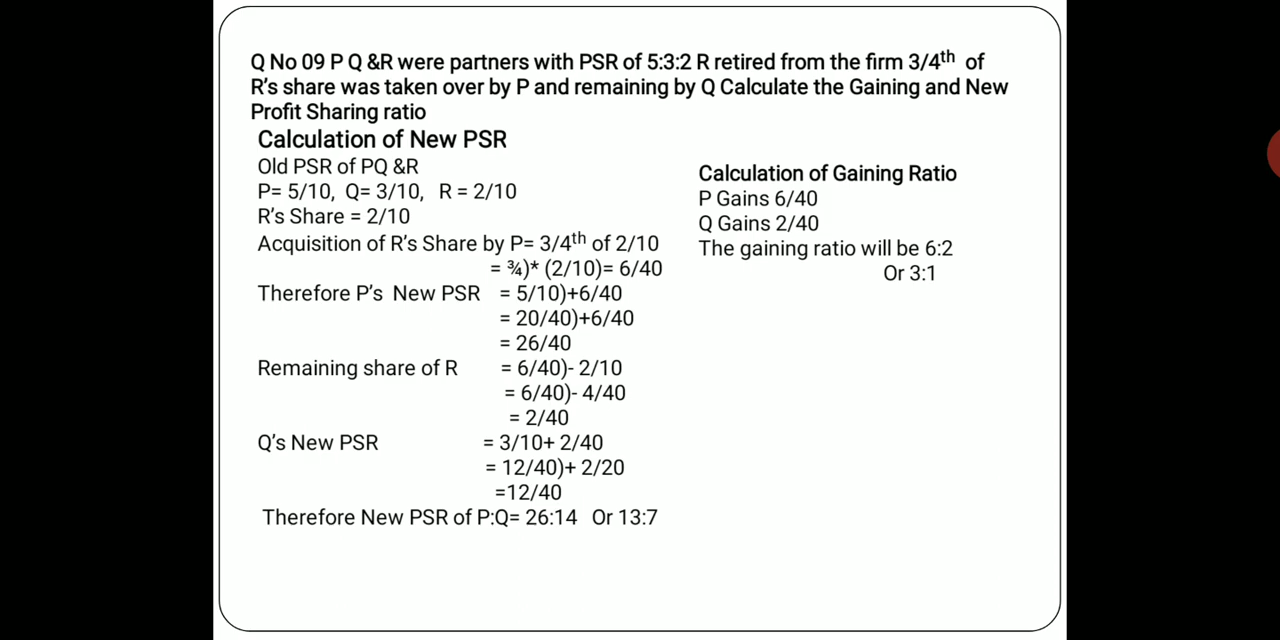 Q No 09 P Q &R were partners with PSR of 5:3:2 R retired from the firm 3/4th of
R's share was taken over by P and remaining by Q Calculate the Gaining and New
Profit Sharing ratio
Calculation of New PSR
Old PSR of PQ &R
P= 5/10, Q= 3/10, R = 2/10
R's Share = 2/10
Acquisition of R's Share by P= 3/4th of 2/10
= ¾)* (2/10)= 6/40
Therefore P's New PSR = 5/10)+6/40
= 20/40)+6/40
= 26/40
Remaining share of R = 6/40)- 2/10
= 6/40)- 4/40
= 2/40
Q's New PSR = 3/10+ 2/40
= 12/40)+ 2/20
=12/40
Therefore New PSR of P:Q= 26:14 Or 13:7
Calculation of Gaining Ratio
P Gains 6/40
Q Gains 2/40
The gaining ratio will be 6:2
Or 3:1